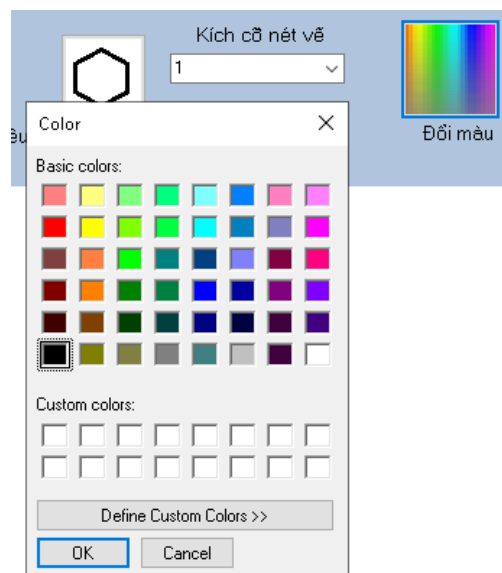 Kích cỡ nét vẽ
1
Đổi màu
Color
Basic colors:
Custom colors:
Define Custom Colors >>
OK
Cancel